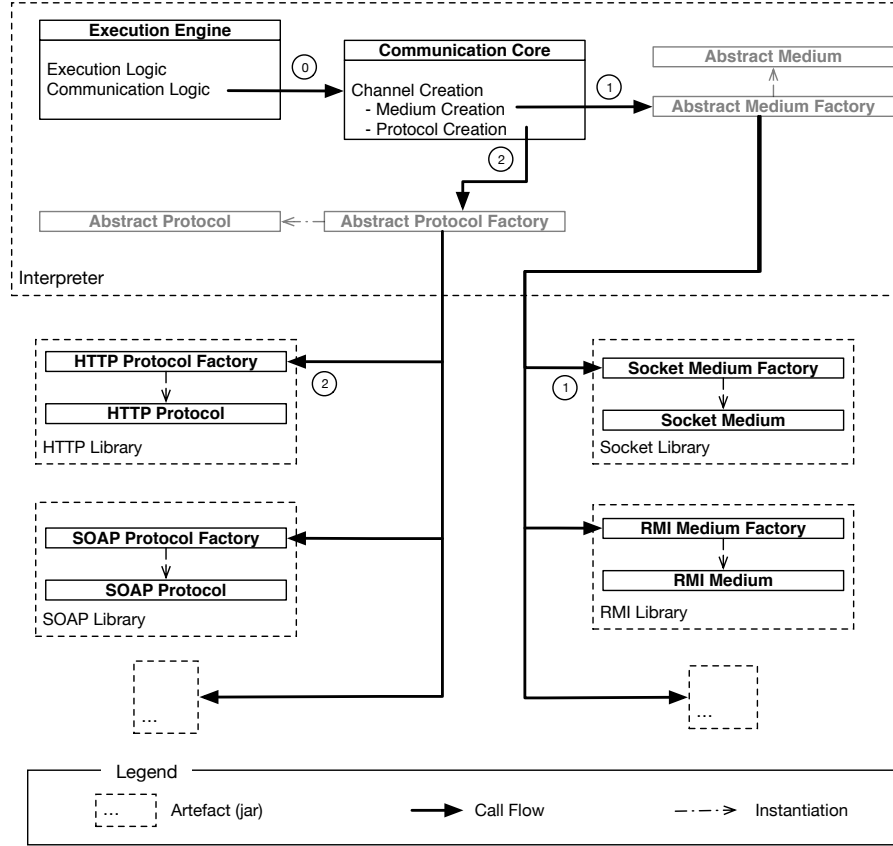 Execution Engine
Execution Logic
Communication Logic
0
Communication Core
Channel Creation
- Medium Creation
- Protocol Creation
1
Abstract Medium
Abstract Medium Factory
2
Abstract Protocol
Abstract Protocol Factory
Interpreter
HTTP Protocol Factory
HTTP Protocol
HTTP Library
2
1
Socket Medium Factory
Socket Medium
Socket Library
SOAP Protocol Factory
SOAP Protocol
SOAP Library
RMI Medium Factory
RMI Medium
RMI Library
...
...
Legend
...
Artefact (jar)
Call Flow
Instantiation